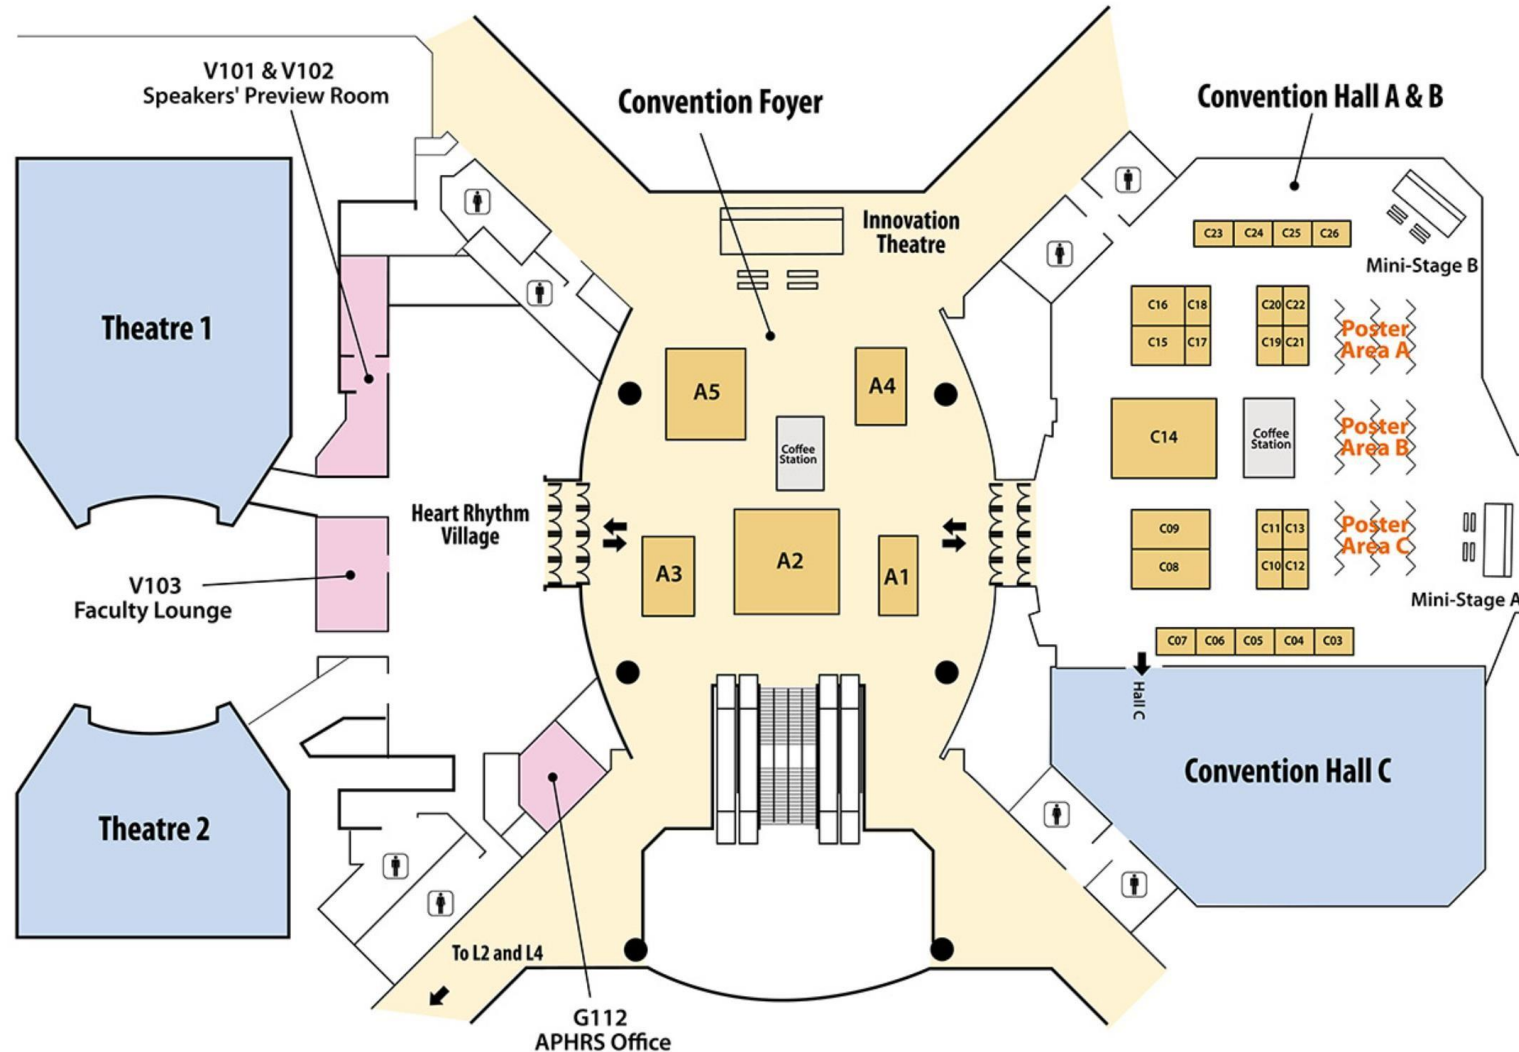 V101 & V102
Speakers' Preview Room
Convention Foyer
Convention Hall A & B
Theatre 1
Innovation
Theatre
C23 C24 C25 C26
Mini-Stage B
C16 C18 C20 C22
C15 C17 C19 C21
Poster
Area A
A5
A4
Coffee
Station
C14
Coffee
Station
Poster
Area B
Heart Rhythm
Village
A3
A2
A1
C09 C11 C13
C08 C10 C12
Poster
Area C
Mini-Stage A
V103
Faculty Lounge
C07 C06 C05 C04 C03
Hall C
Convention Hall C
Theatre 2
To L2 and L4
G112
APHRS Office